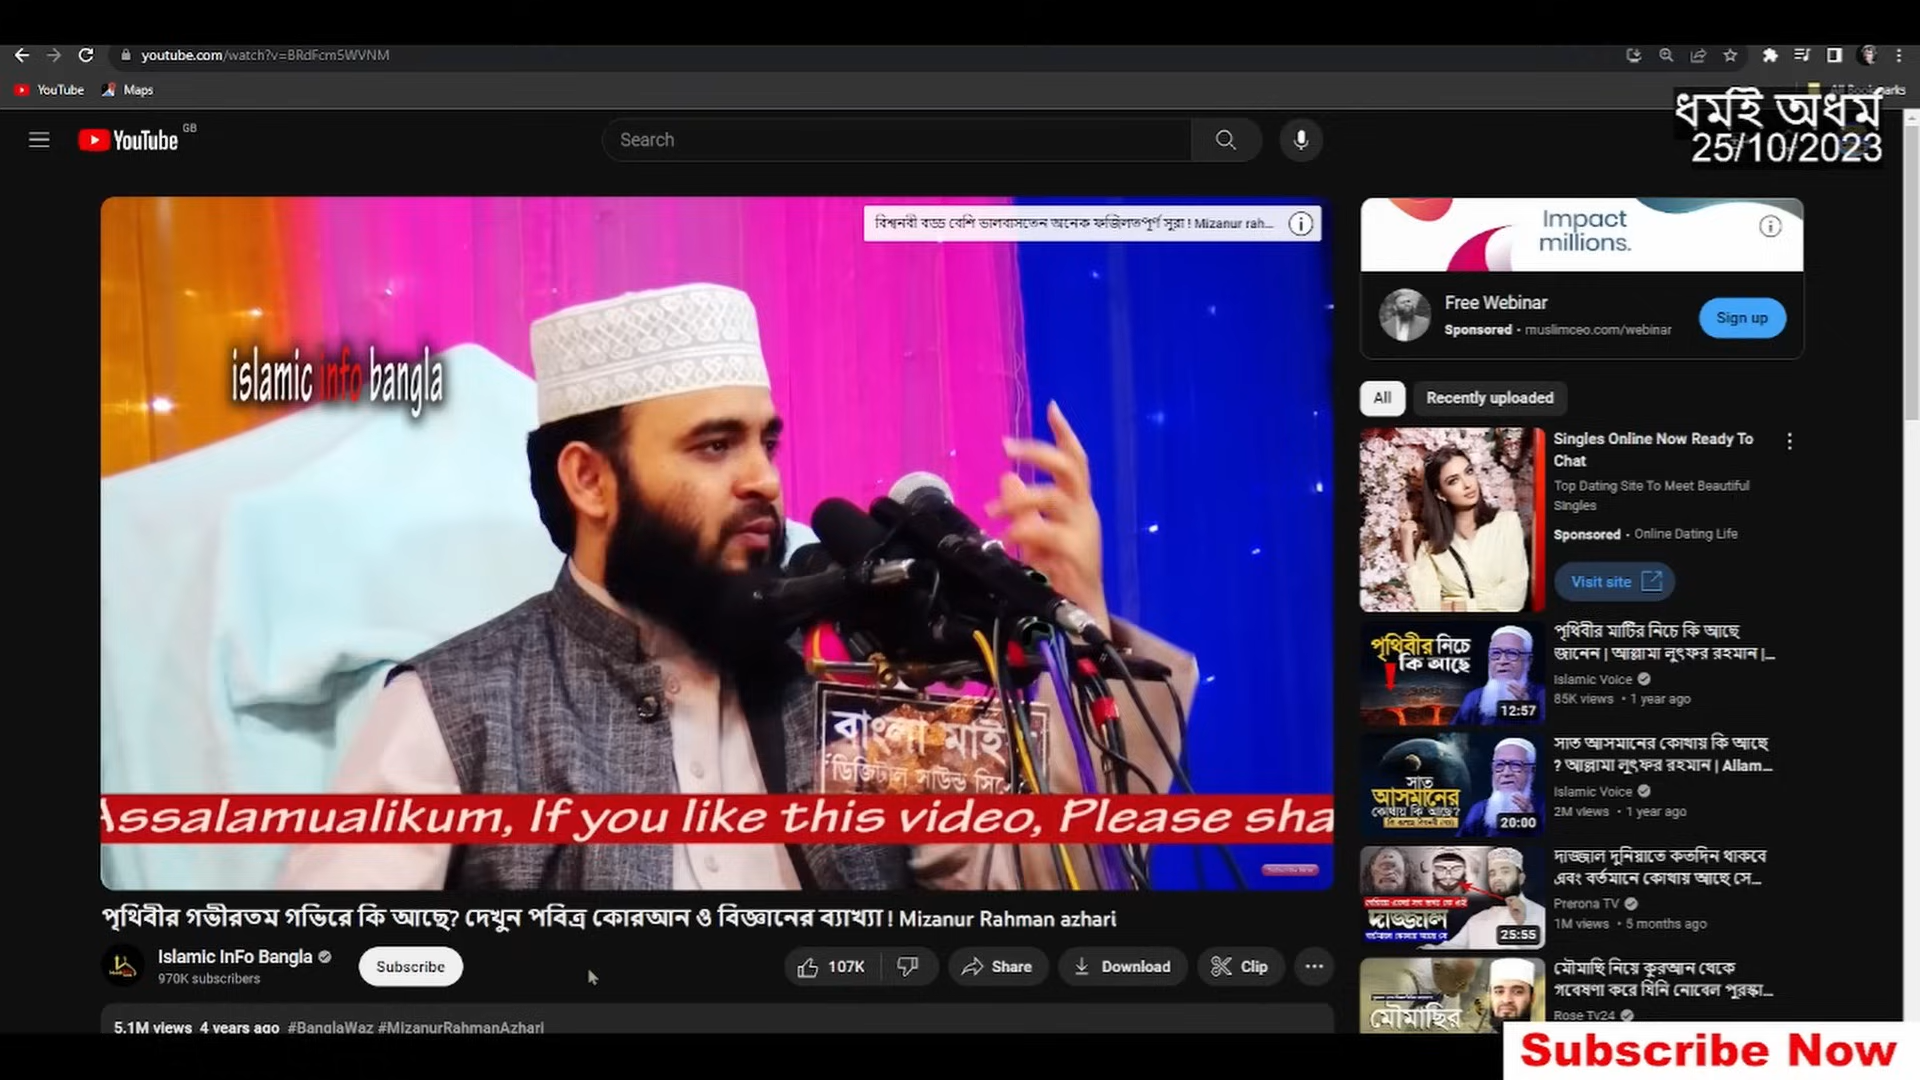 youtube.com/watch?v=BRdFcm5WVNM
YouTube
Maps
All Bookmarks
ধর্মই অধর্ম
25/10/2023
YouTube GB
Search
বিশ্বনবী বড্ড বেশি ভালবাসতেন অনেক ফজিলতপূর্ণ সুরা ! Mizanur rah...
islamic info bangla
বাংলা মাই
ডিজিটাল সাউন্ড
Assalamualikum, If you like this video, Please sha
পৃথিবীর গভীরতম গভিরে কি আছে? দেখুন পবিত্র কোরআন ও বিজ্ঞানের ব্যাখ্যা ! Mizanur Rahman azhari
Islamic InFo Bangla
970K subscribers
Subscribe
107K
Share
Download
Clip
5.1M views 4 years ago #BanglaWaz #MizanurRahmanAzhari
Impact
millions.
Free Webinar
Sponsored · muslimceo.com/webinar
Sign up
All
Recently uploaded
Singles Online Now Ready To
Chat
Top Dating Site To Meet Beautiful
Singles
Sponsored · Online Dating Life
Visit site
পৃথিবীর নিচে
কি আছে
12:57
পৃথিবীর মাটির নিচে কি আছে
জানেন | আল্লামা লুৎফর রহমান |...
Islamic Voice
85K views · 1 year ago
সাত
আসমানের
কোথায় কি আছে?
20:00
সাত আসমানের কোথায় কি আছে
? আল্লামা লুৎফর রহমান | Allam...
Islamic Voice
2M views · 1 year ago
দাজ্জাল
25:55
দাজ্জাল দুনিয়াতে কতদিন থাকবে
এবং বর্তমানে কোথায় আছে সে...
Prerona TV
1M views · 5 months ago
মৌমাছির
মৌমাছি নিয়ে কুরআন থেকে
গবেষণা করে যিনি নোবেল পুরস্কা...
Rose Tv24
Subscribe Now